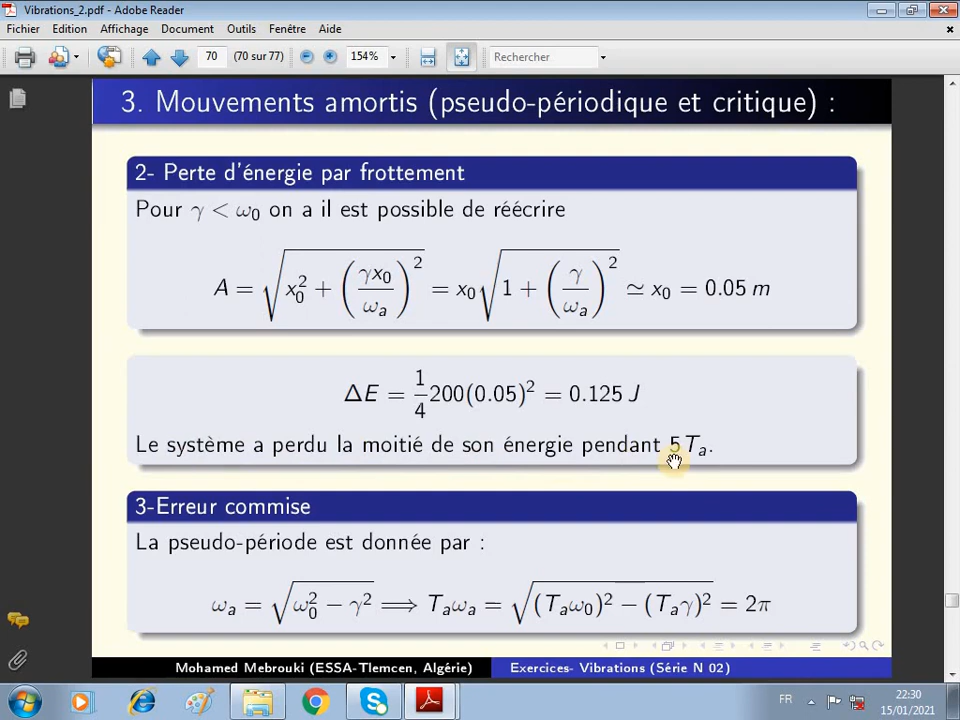 Vibrations_2.pdf - Adobe Reader
Fichier Edition Affichage Document Outils Fenêtre Aide
70 (70 sur 77) 154% Rechercher
3. Mouvements amortis (pseudo-périodique et critique) :
2- Perte d'énergie par frottement
Pour γ < ω₀ on a il est possible de réécrire
A = √(x₀² + (γx₀/ωₐ)²) = x₀√(1 + (γ/ωₐ)²) ≃ x₀ = 0.05 m
ΔE = 1/4 200(0.05)² = 0.125 J
Le système a perdu la moitié de son énergie pendant 5Tₐ.
3-Erreur commise
La pseudo-période est donnée par :
ωₐ = √(ω₀² − γ²) ⟹ Tₐωₐ = √((Tₐω₀)² − (Tₐγ)²) = 2π
Mohamed Mebrouki (ESSA-Tlemcen, Algérie) Exercices- Vibrations (Série N 02)
FR 22:30
15/01/2021